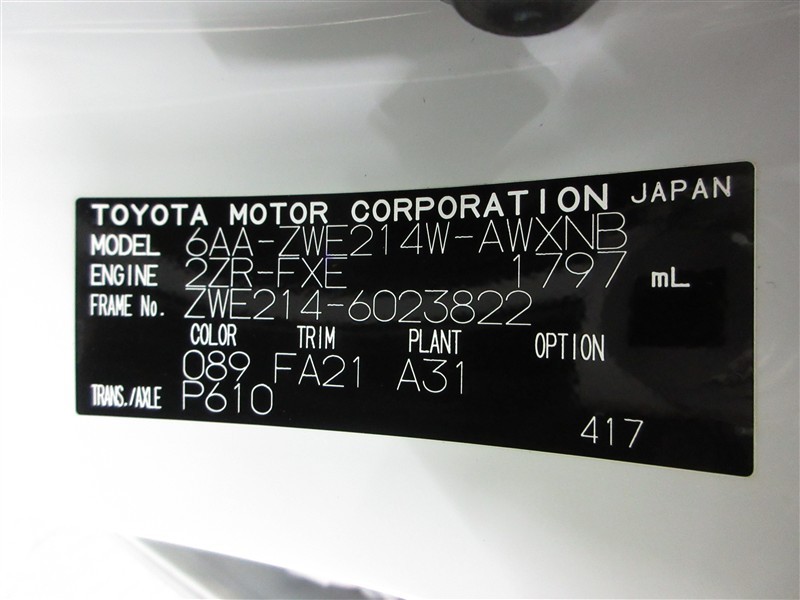 TOYOTA MOTOR CORPORATION JAPAN
MODEL 6AA-ZWE214W-AWXNB
ENGINE 2ZR-FXE 1797 mL
FRAME No. ZWE214-6023822
COLOR TRIM PLANT OPTION
089 FA21 A31
TRANS./AXLE P610
417